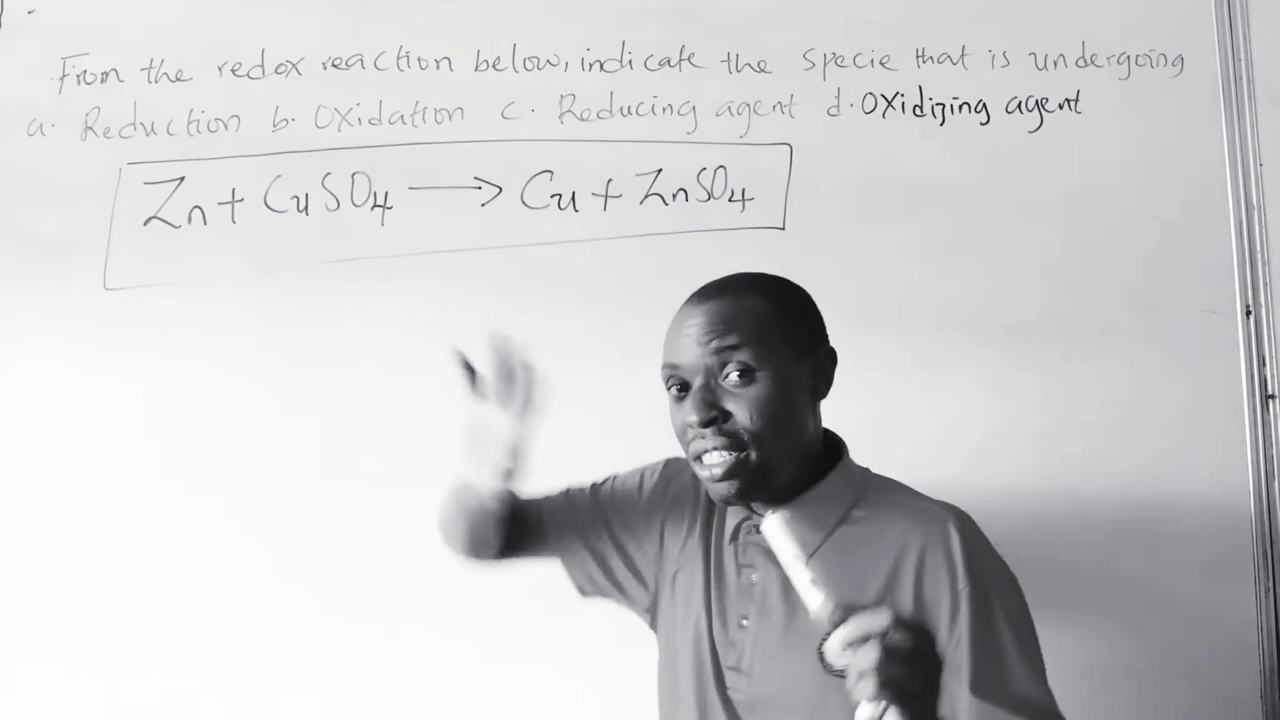 From the redox reaction below, indicate the specie that is undergoing
a. Reduction b. Oxidation c. Reducing agent d. Oxidizing agent
Zn + CuSO4 → Cu + ZnSO4